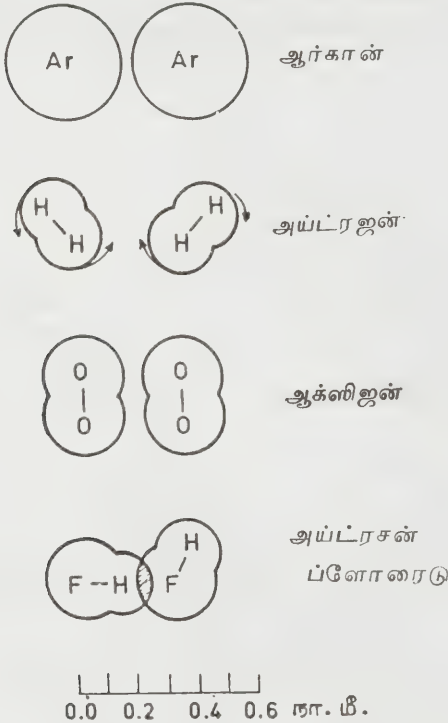 Ar Ar ஆர்கான்
H H
H H
அய்ட்ரஜன்
O O
O O
ஆக்ஸிஜன்
H
F--H F
அய்ட்ரசன்
ப்ளோரைடு
0.0 0.2 0.4 0.6 நா. மீ.